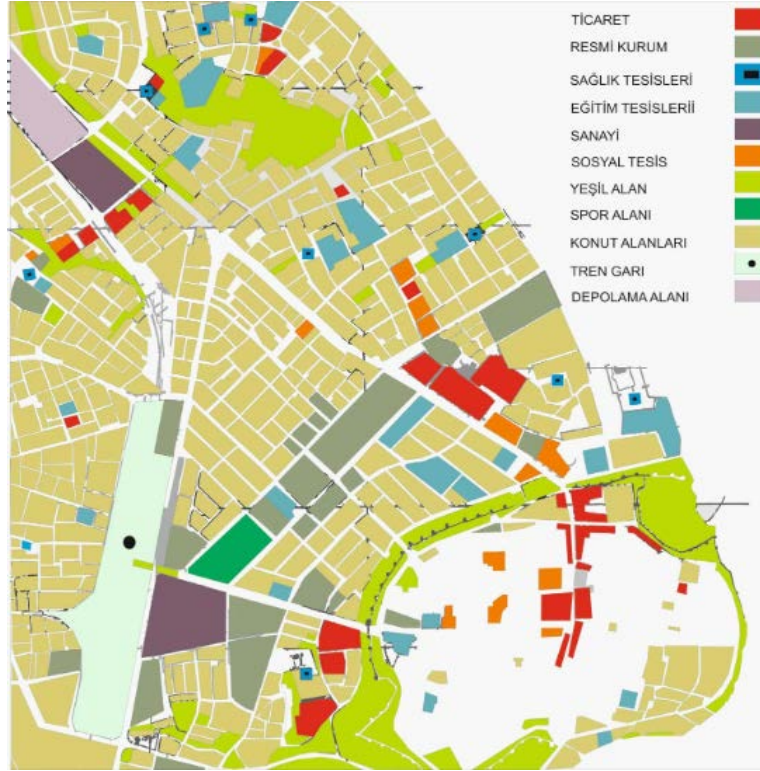 TİCARET
RESMİ KURUM
SAĞLIK TESİSLERİ
EĞİTİM TESİSLERİİ
SANAYİ
SOSYAL TESİS
YEŞİL ALAN
SPOR ALANI
KONUT ALANLARI
TREN GARI
DEPOLAMA ALANI